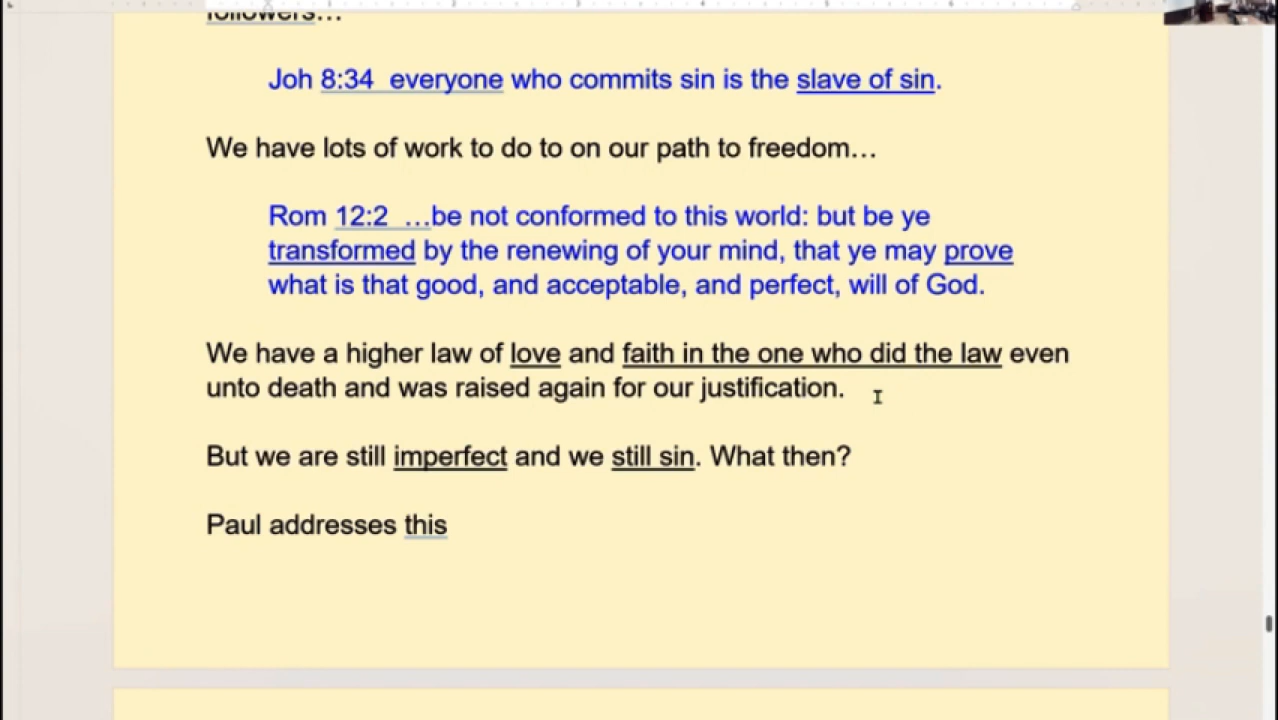 followers...
Joh 8:34  everyone who commits sin is the slave of sin.
We have lots of work to do to on our path to freedom...
Rom 12:2  ...be not conformed to this world: but be ye
transformed by the renewing of your mind, that ye may prove
what is that good, and acceptable, and perfect, will of God.
We have a higher law of love and faith in the one who did the law even
unto death and was raised again for our justification.
But we are still imperfect and we still sin. What then?
Paul addresses this